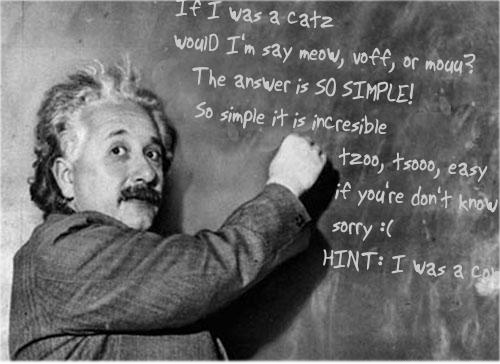 If I was a catz
woulD I'm say meow, voff, or mouu?
The answer is SO SIMPLE!
So simple it is incresible
tzoo, tsooo, easy
if you're don't know
sorry :(
HINT: I was a